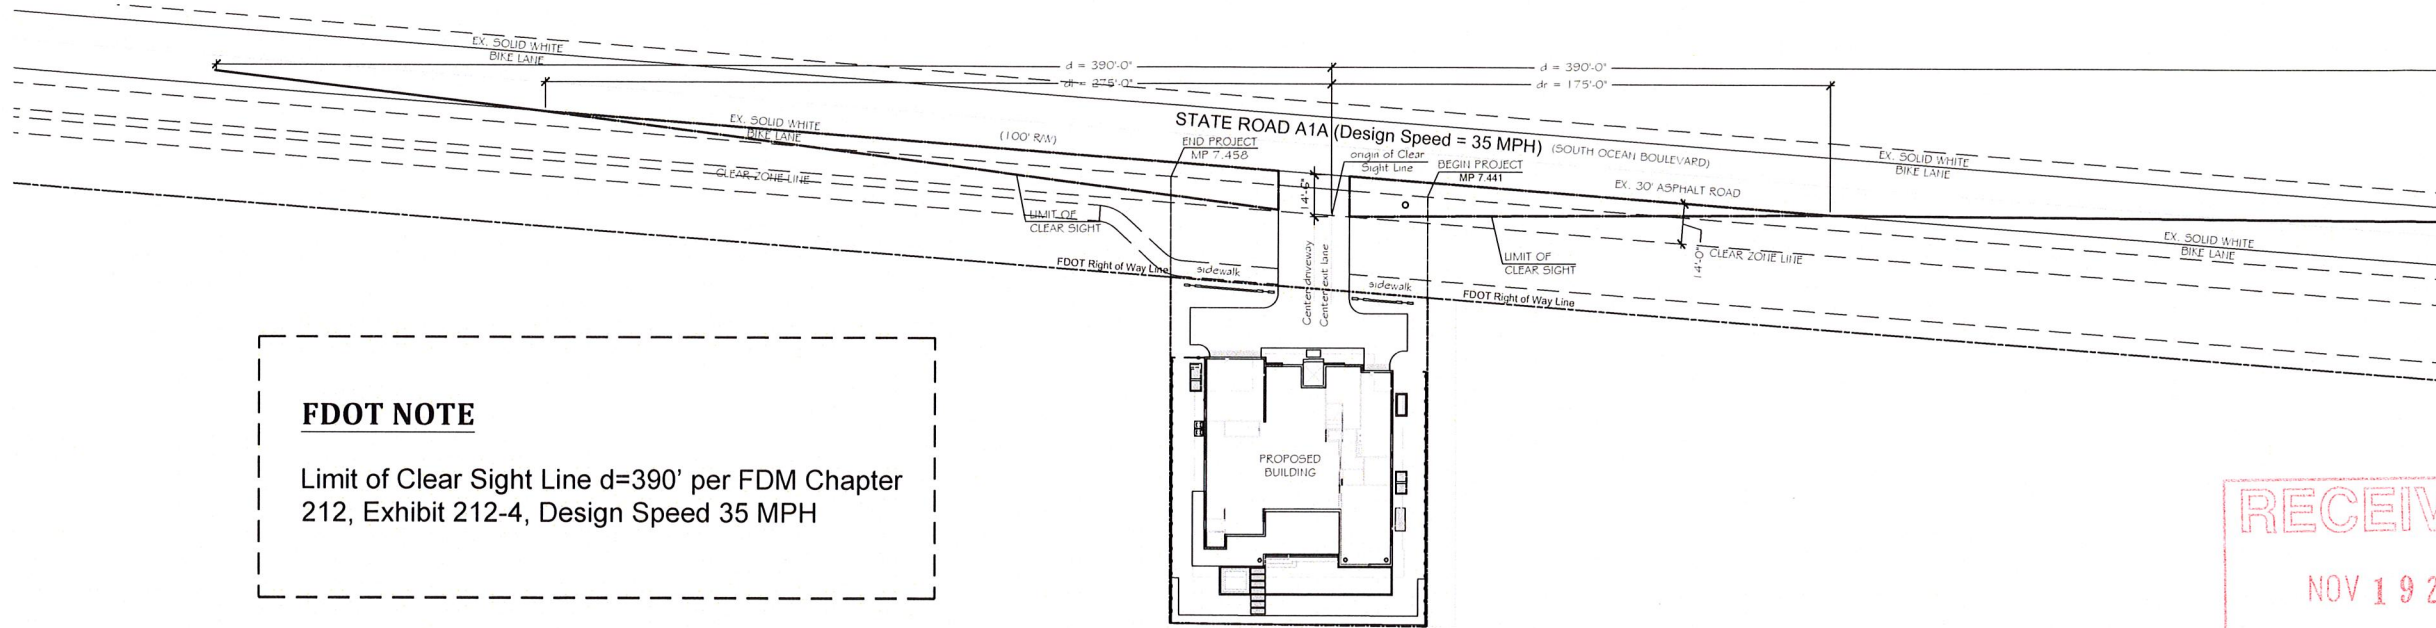 EX. SOLID WHITE
BIKE LANE
d = 390'-0"
d = 390'-0"
dl = 275'-0"
dr = 175'-0"
EX. SOLID WHITE
BIKE LANE
(100' R/W)
STATE ROAD A1A (Design Speed = 35 MPH) (SOUTH OCEAN BOULEVARD)
END PROJECT
MP 7.458
origin of Clear
Sight Line
BEGIN PROJECT
MP 7.441
EX. SOLID WHITE
BIKE LANE
CLEAR ZONE LINE
14'-6"
EX. 30' ASPHALT ROAD
LIMIT OF
CLEAR SIGHT
LIMIT OF
CLEAR SIGHT
14'-0"
CLEAR ZONE LINE
EX. SOLID WHITE
BIKE LANE
FDOT Right of Way Line
sidewalk
Center driveway
Center exit lane
sidewalk
FDOT Right of Way Line
FDOT NOTE
Limit of Clear Sight Line d=390' per FDM Chapter
212, Exhibit 212-4, Design Speed 35 MPH
PROPOSED
BUILDING
RECEIV
NOV 19 2